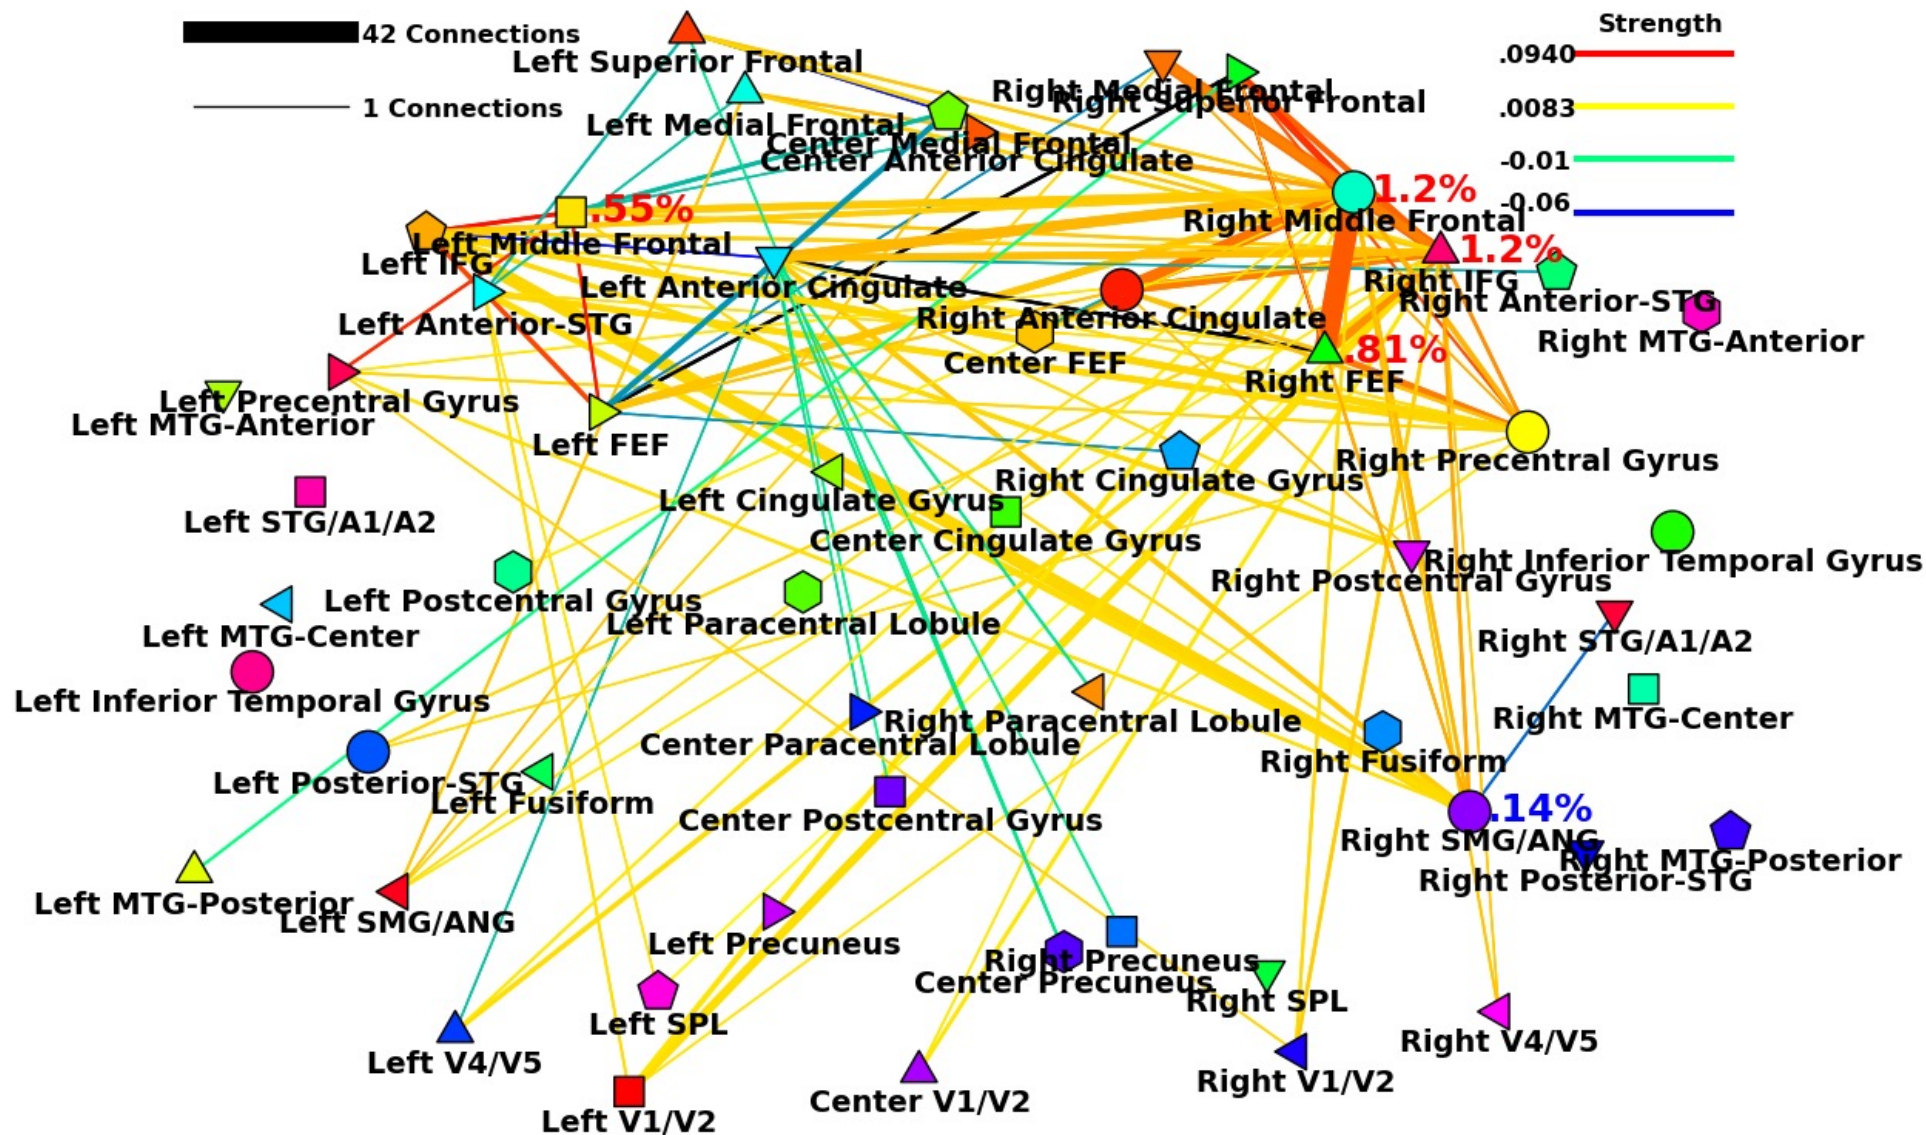 42 Connections
1 Connections
Strength
.0940
.0083
-0.01
-0.06
Left Superior Frontal
Right Medial Frontal
Right Superior Frontal
Left Medial Frontal
Center Medial Frontal
Center Anterior Cingulate
1.2%
.55%
Right Middle Frontal
Left Middle Frontal
1.2%
Left IFG
Right IFG
Left Anterior Cingulate
Right Anterior-STG
Right Anterior Cingulate
Left Anterior-STG
Right MTG-Anterior
.81%
Center FEF
Right FEF
Left Precentral Gyrus
Left MTG-Anterior
Left FEF
Right Precentral Gyrus
Right Cingulate Gyrus
Left Cingulate Gyrus
Left STG/A1/A2
Center Cingulate Gyrus
Right Inferior Temporal Gyrus
Right Postcentral Gyrus
Left Postcentral Gyrus
Left Paracentral Lobule
Left MTG-Center
Right STG/A1/A2
Left Inferior Temporal Gyrus
Right MTG-Center
Right Paracentral Lobule
Center Paracentral Lobule
Right Fusiform
Left Posterior-STG
Left Fusiform
.14%
Center Postcentral Gyrus
Right SMG/ANG
Right MTG-Posterior
Right Posterior-STG
Left MTG-Posterior
Left SMG/ANG
Left Precuneus
Right Precuneus
Center Precuneus
Right SPL
Left SPL
Right V4/V5
Left V4/V5
Right V1/V2
Center V1/V2
Left V1/V2